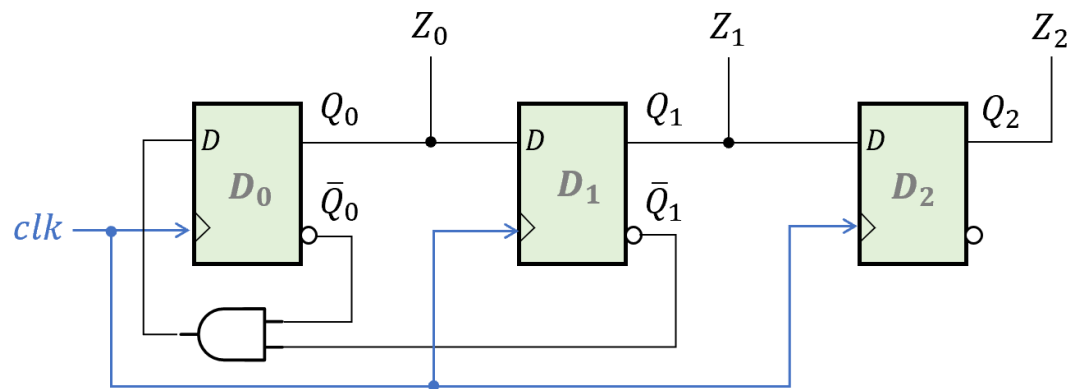 Z₀ Z₁ Z₂
Q₀ Q₁ Q₂
D D D
D₀ D₁ D₂
Q̅₀ Q̅₁
clk